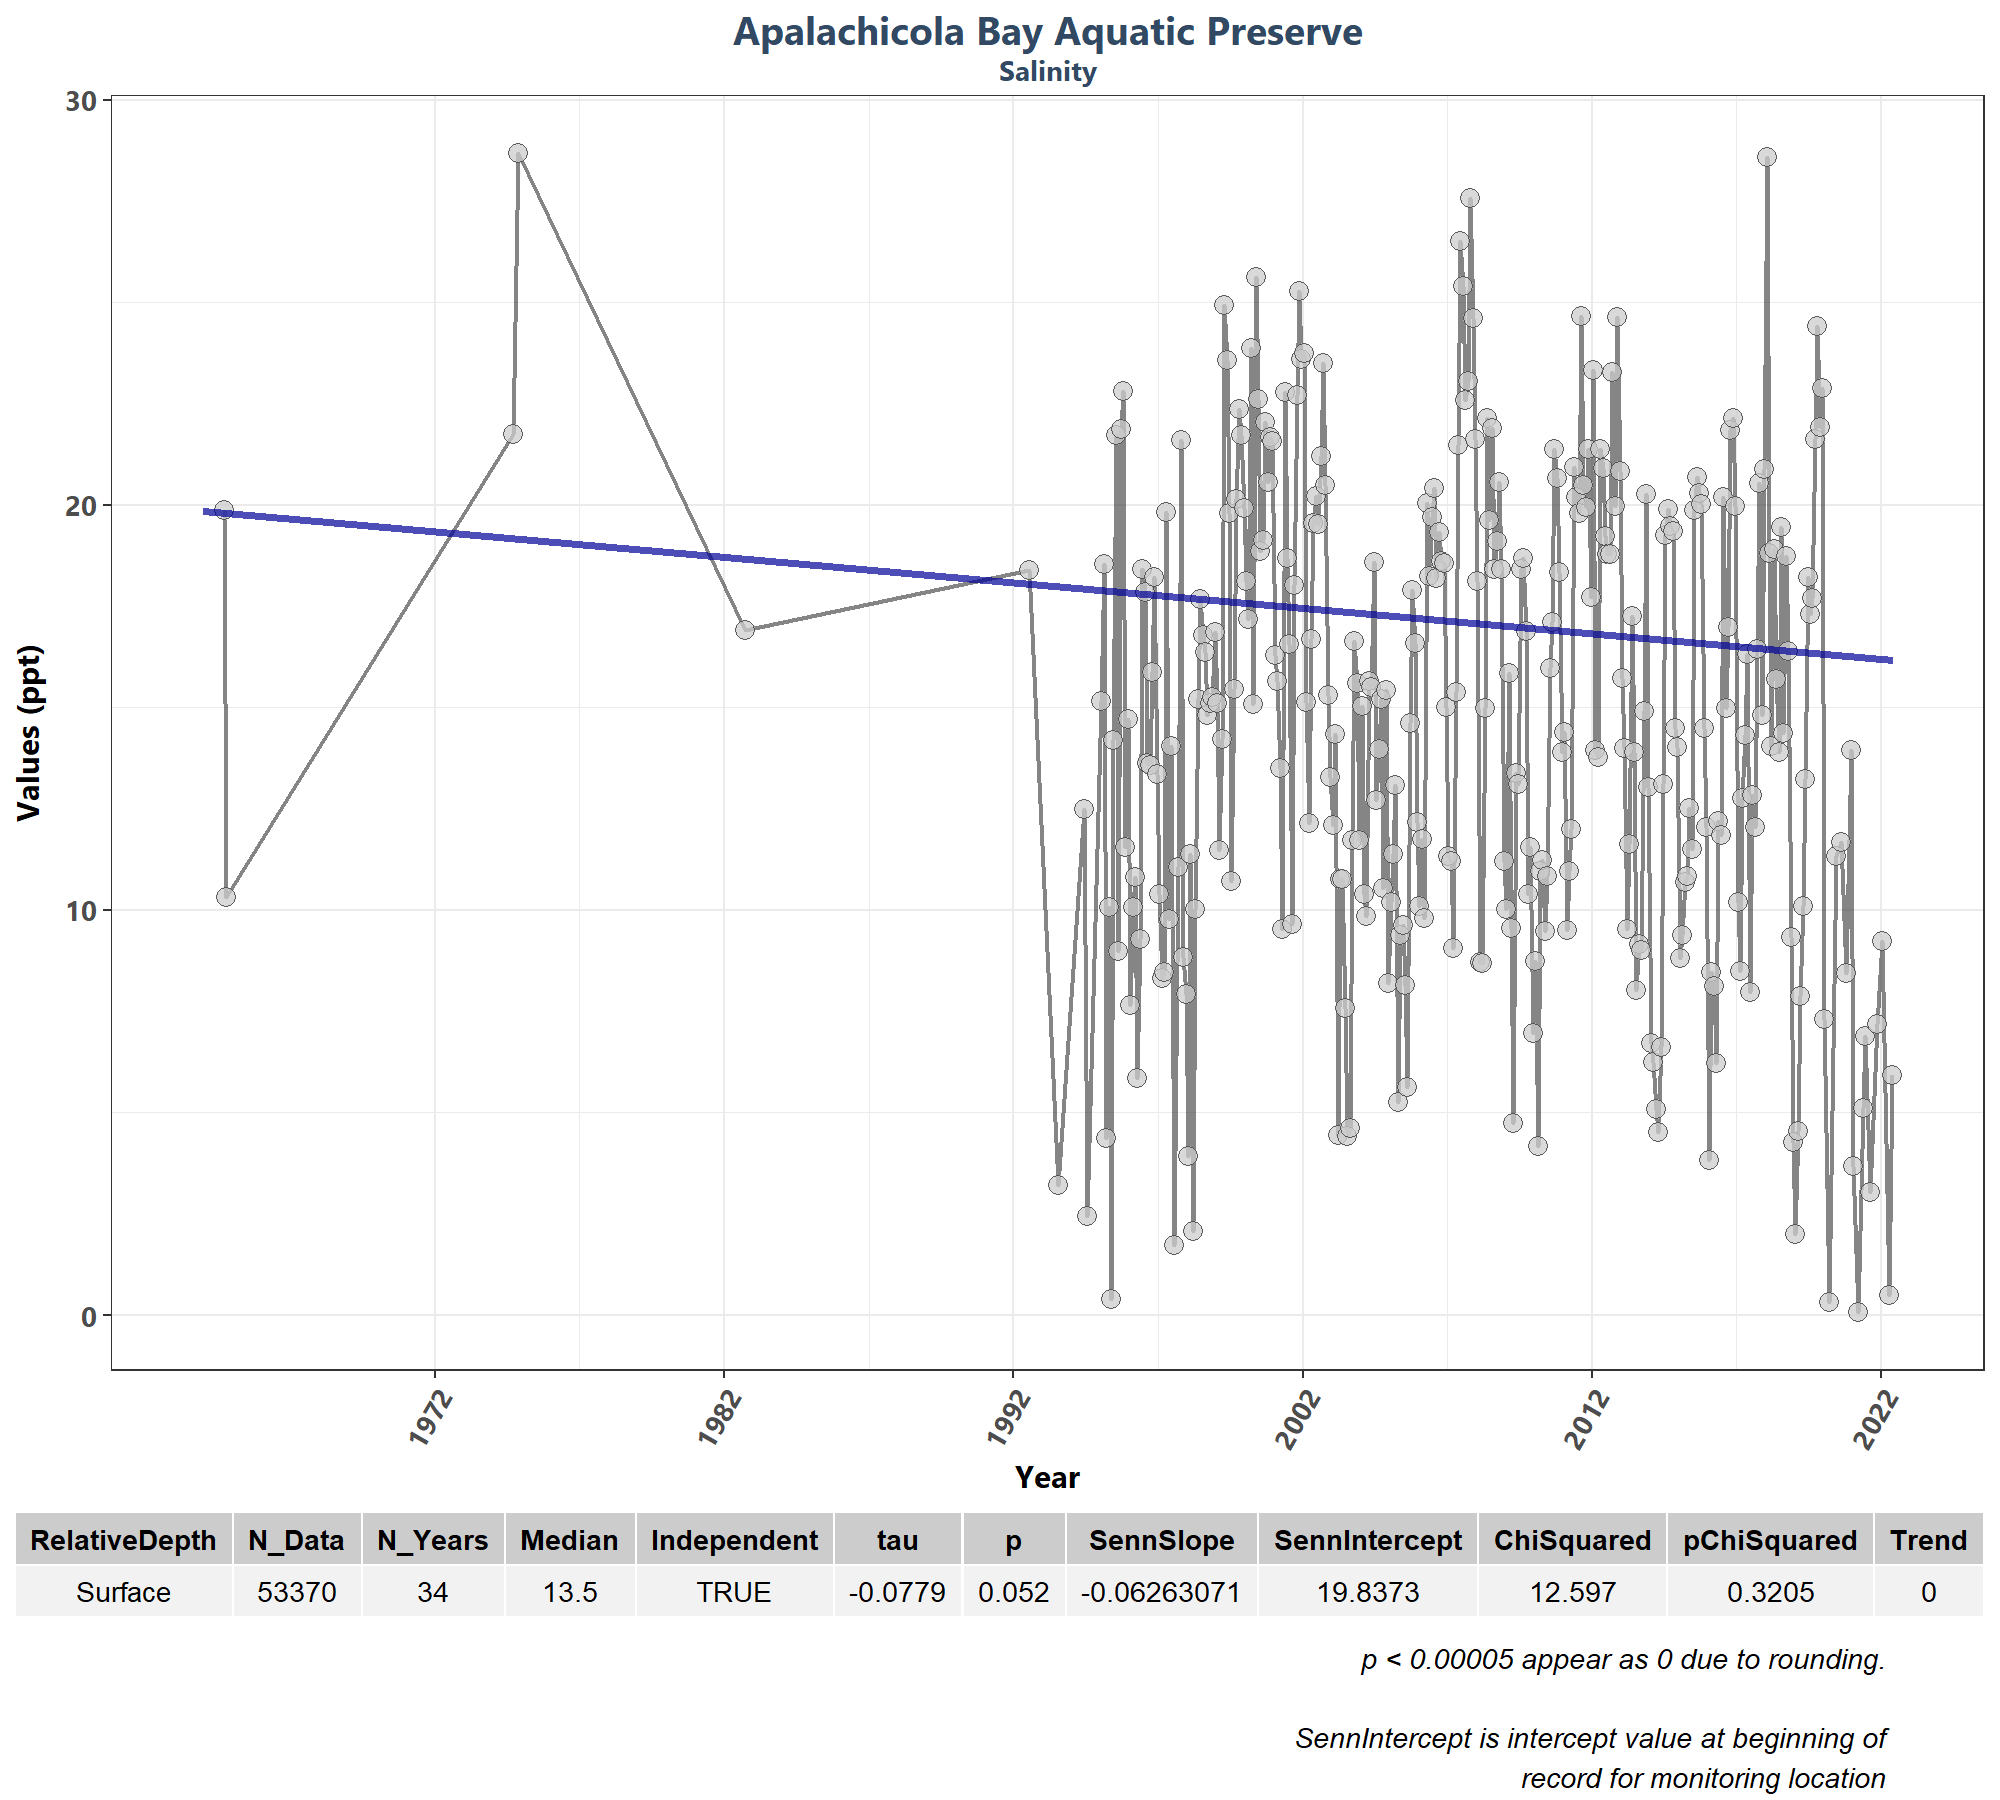 Apalachicola Bay Aquatic Preserve
Salinity
30
20
10
0
Values (ppt)
1972 1982 1992 2002 2012 2022
Year
RelativeDepth N_Data N_Years Median Independent tau p SennSlope SennIntercept ChiSquared pChiSquared Trend
Surface 53370 34 13.5 TRUE -0.0779 0.052 -0.06263071 19.8373 12.597 0.3205 0
p < 0.00005 appear as 0 due to rounding.
SennIntercept is intercept value at beginning of
record for monitoring location